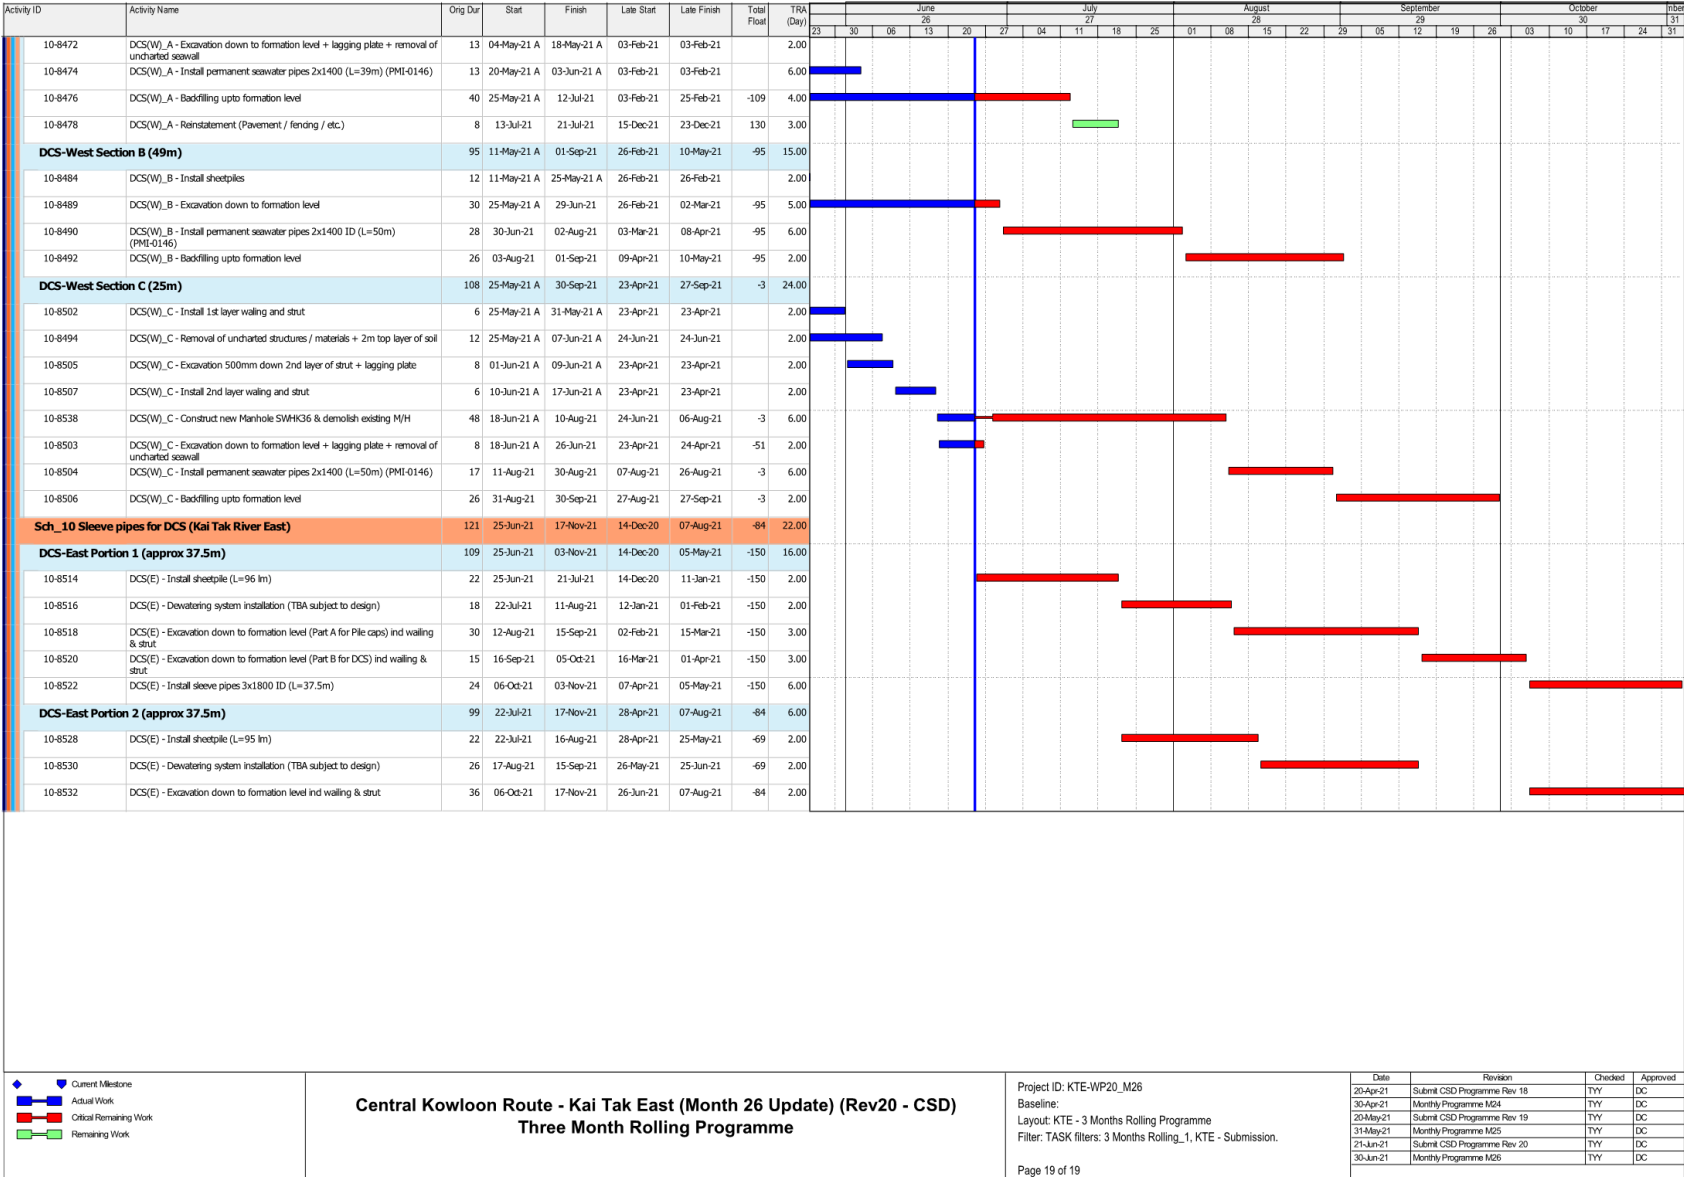 Activity ID Activity Name Orig Dur Start Finish Late Start Late Finish Total Float TRA (Day)
June July August September October
26 27 28 29 30 31
23 30 06 13 20 27 04 11 18 25 01 08 15 22 29 05 12 19 26 03 10 17 24 31
10-8472 DCS(W)_A - Excavation down to formation level + lagging plate + removal of 13 04-May-21 A 18-May-21 A 03-Feb-21 03-Feb-21 2.00
uncharted seawall
10-8474 DCS(W)_A - Install permanent seawater pipes 2x1400 (L=39m) (PMI-0146) 13 20-May-21 A 03-Jun-21 A 03-Feb-21 03-Feb-21 6.00
10-8476 DCS(W)_A - Backfilling upto formation level 40 25-May-21 A 12-Jul-21 03-Feb-21 25-Feb-21 -109 4.00
10-8478 DCS(W)_A - Reinstatement (Pavement / fencing / etc.) 8 13-Jul-21 21-Jul-21 15-Dec-21 23-Dec-21 130 3.00
DCS-West Section B (49m) 95 11-May-21 A 01-Sep-21 26-Feb-21 10-May-21 -95 15.00
10-8484 DCS(W)_B - Install sheetpiles 12 11-May-21 A 25-May-21 A 26-Feb-21 26-Feb-21 2.00
10-8489 DCS(W)_B - Excavation down to formation level 30 25-May-21 A 29-Jun-21 26-Feb-21 02-Mar-21 -95 5.00
10-8490 DCS(W)_B - Install permanent seawater pipes 2x1400 ID (L=50m) 28 30-Jun-21 02-Aug-21 03-Mar-21 08-Apr-21 -95 6.00
(PMI-0146)
10-8492 DCS(W)_B - Backfilling upto formation level 26 03-Aug-21 01-Sep-21 09-Apr-21 10-May-21 -95 2.00
DCS-West Section C (25m) 108 25-May-21 A 30-Sep-21 23-Apr-21 27-Sep-21 -3 24.00
10-8502 DCS(W)_C - Install 1st layer waling and strut 6 25-May-21 A 31-May-21 A 23-Apr-21 23-Apr-21 2.00
10-8494 DCS(W)_C - Removal of uncharted structures / materials + 2m top layer of soil 12 25-May-21 A 07-Jun-21 A 24-Jun-21 24-Jun-21 2.00
10-8505 DCS(W)_C - Excavation 500mm down 2nd layer of strut + lagging plate 8 01-Jun-21 A 09-Jun-21 A 23-Apr-21 23-Apr-21 2.00
10-8507 DCS(W)_C - Install 2nd layer waling and strut 6 10-Jun-21 A 17-Jun-21 A 23-Apr-21 23-Apr-21 2.00
10-8538 DCS(W)_C - Construct new Manhole SWHK36 & demolish existing M/H 48 18-Jun-21 A 10-Aug-21 24-Jun-21 06-Aug-21 -3 6.00
10-8503 DCS(W)_C - Excavation down to formation level + lagging plate + removal of 8 18-Jun-21 A 26-Jun-21 23-Apr-21 24-Apr-21 -51 2.00
uncharted seawall
10-8504 DCS(W)_C - Install permanent seawater pipes 2x1400 (L=50m) (PMI-0146) 17 11-Aug-21 30-Aug-21 07-Aug-21 26-Aug-21 -3 6.00
10-8506 DCS(W)_C - Backfilling upto formation level 26 31-Aug-21 30-Sep-21 27-Aug-21 27-Sep-21 -3 2.00
Sch_10 Sleeve pipes for DCS (Kai Tak River East) 121 25-Jun-21 17-Nov-21 14-Dec-20 07-Aug-21 -84 22.00
DCS-East Portion 1 (approx 37.5m) 109 25-Jun-21 03-Nov-21 14-Dec-20 05-May-21 -150 16.00
10-8514 DCS(E) - Install sheetpile (L=96 lm) 22 25-Jun-21 21-Jul-21 14-Dec-20 11-Jan-21 -150 2.00
10-8516 DCS(E) - Dewatering system installation (TBA subject to design) 18 22-Jul-21 11-Aug-21 12-Jan-21 01-Feb-21 -150 2.00
10-8518 DCS(E) - Excavation down to formation level (Part A for Pile caps) ind wailing 30 12-Aug-21 15-Sep-21 02-Feb-21 15-Mar-21 -150 3.00
& strut
10-8520 DCS(E) - Excavation down to formation level (Part B for DCS) ind wailing & 15 16-Sep-21 05-Oct-21 16-Mar-21 01-Apr-21 -150 3.00
strut
10-8522 DCS(E) - Install sleeve pipes 3x1800 ID (L=37.5m) 24 06-Oct-21 03-Nov-21 07-Apr-21 05-May-21 -150 6.00
DCS-East Portion 2 (approx 37.5m) 99 22-Jul-21 17-Nov-21 28-Apr-21 07-Aug-21 -84 6.00
10-8528 DCS(E) - Install sheetpile (L=95 lm) 22 22-Jul-21 16-Aug-21 28-Apr-21 25-May-21 -69 2.00
10-8530 DCS(E) - Dewatering system installation (TBA subject to design) 26 17-Aug-21 15-Sep-21 26-May-21 25-Jun-21 -69 2.00
10-8532 DCS(E) - Excavation down to formation level ind wailing & strut 36 06-Oct-21 17-Nov-21 26-Jun-21 07-Aug-21 -84 2.00
Current Milestone
Actual Work
Critical Remaining Work
Remaining Work
Central Kowloon Route - Kai Tak East (Month 26 Update) (Rev20 - CSD)
Three Month Rolling Programme
Project ID: KTE-WP20_M26
Baseline:
Layout: KTE - 3 Months Rolling Programme
Filter: TASK filters: 3 Months Rolling_1, KTE - Submission.
Page 19 of 19
Date Revision Checked Approved
20-Apr-21 Submit CSD Programme Rev 18 TYY DC
30-Apr-21 Monthly Programme M24 TYY DC
20-May-21 Submit CSD Programme Rev 19 TYY DC
31-May-21 Monthly Programme M25 TYY DC
21-Jun-21 Submit CSD Programme Rev 20 TYY DC
30-Jun-21 Monthly Programme M26 TYY DC